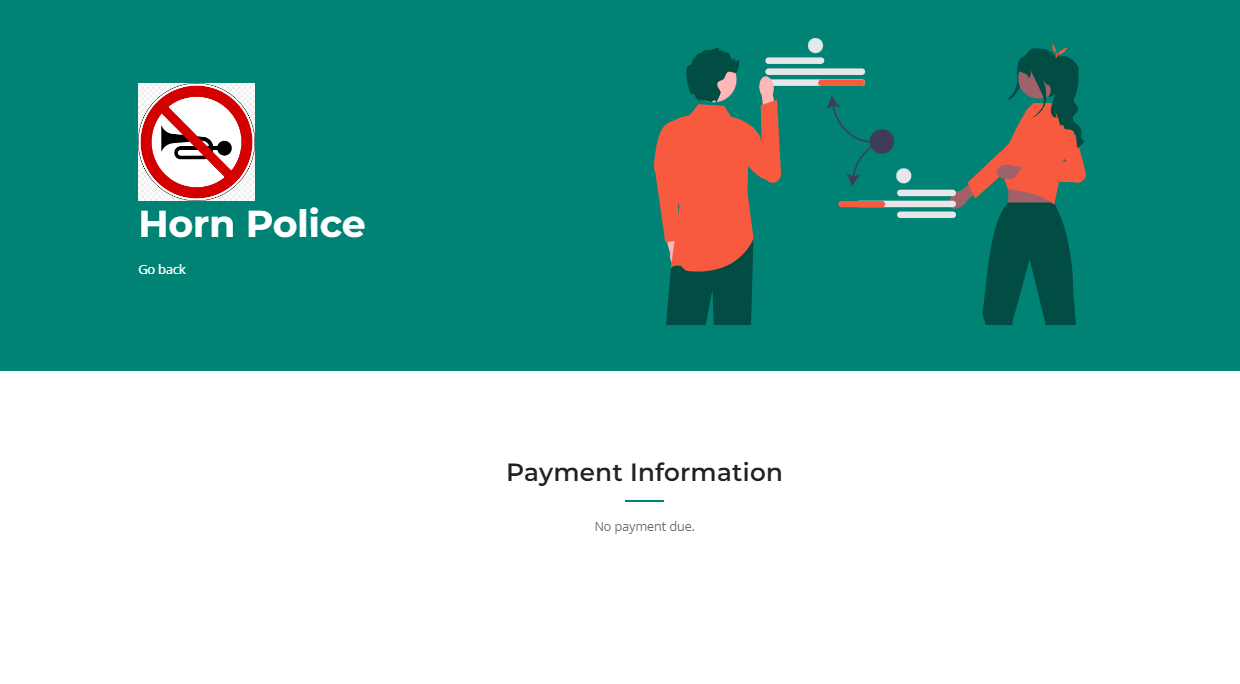 Horn Police
Go back
Payment Information
No payment due.